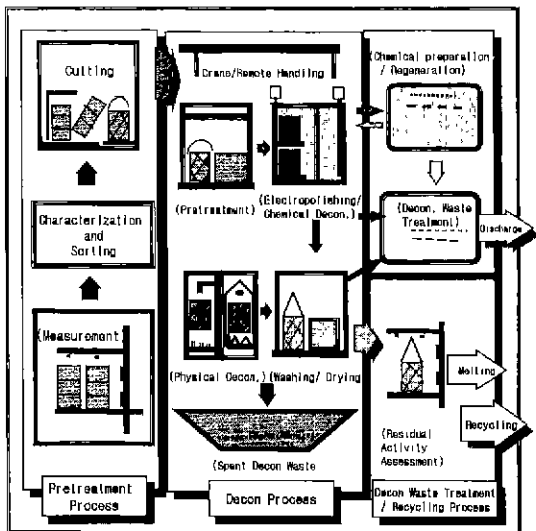 Cutting
Characterization
and
Sorting
(Measurement)
Pretreatment
Process
Crane/Remote Handling
(Pretreatment)
(Electropolishing/
Chemical Decon.)
(Physical Decon.)
(Washing/ Drying)
(Spent Decon Waste
Decon Process
(Chemical preparation
/ Regeneration)
(Decon. Waste
Treatment)
Discharge
Melting
Recycling
(Residual
Activity
Assessment)
Decon Waste Treatment
/ Recycling Process